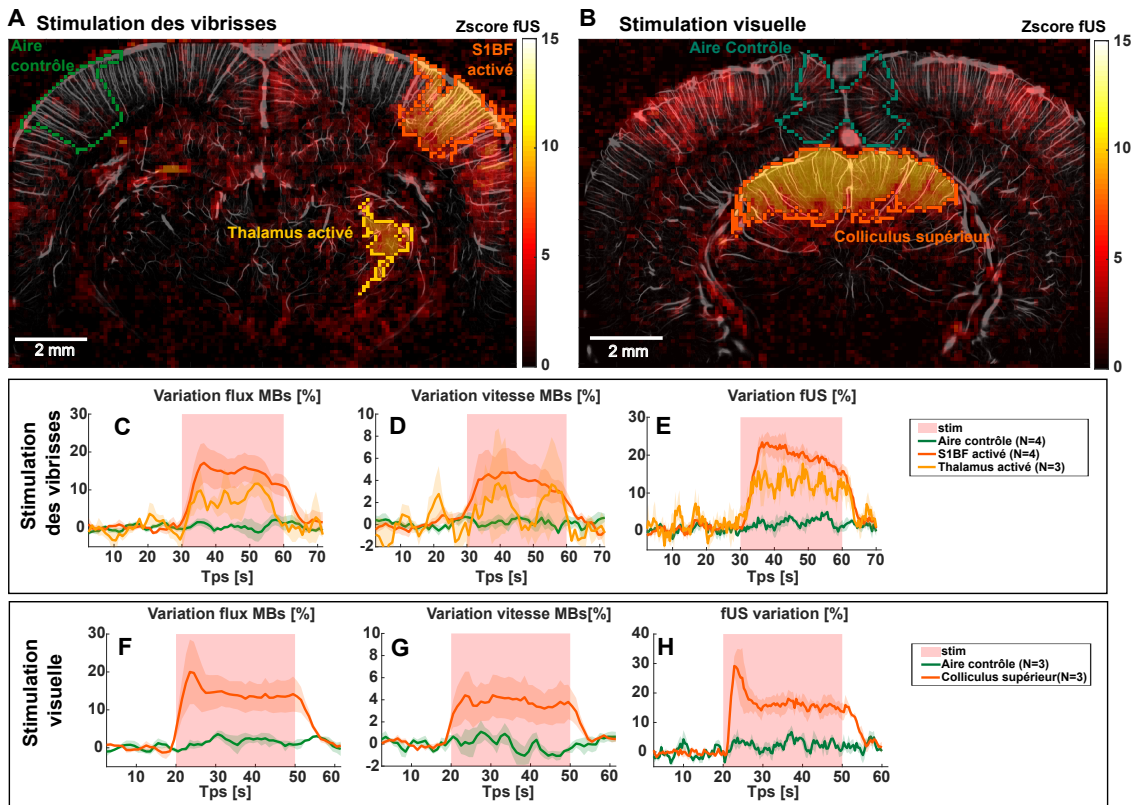 A Stimulation des vibrisses
Zscore fUS
Aire
contrôle
S1BF
activé
Thalamus activé
2 mm
15
10
5
0
B Stimulation visuelle
Zscore fUS
Aire Contrôle
Colliculus supérieur
2 mm
15
10
5
0
Stimulation
des vibrisses
Variation flux MBs [%]
C
30
20
10
0
10 20 30 40 50 60 70
Tps [s]
Variation vitesse MBs [%]
D
10
8
6
4
2
0
-2
10 20 30 40 50 60 70
Tps [s]
Variation fUS [%]
E
30
20
10
0
10 20 30 40 50 60 70
Tps [s]
stim
Aire contrôle (N=4)
S1BF activé (N=4)
Thalamus activé (N=3)
Stimulation
visuelle
Variation flux MBs [%]
F
30
20
10
0
10 20 30 40 50 60
Tps [s]
Variation vitesse MBs[%]
G
10
8
6
4
2
0
-2
10 20 30 40 50 60
Tps [s]
fUS variation [%]
H
40
30
20
10
0
10 20 30 40 50 60
Tps [s]
stim
Aire contrôle (N=3)
Colliculus supérieur(N=3)